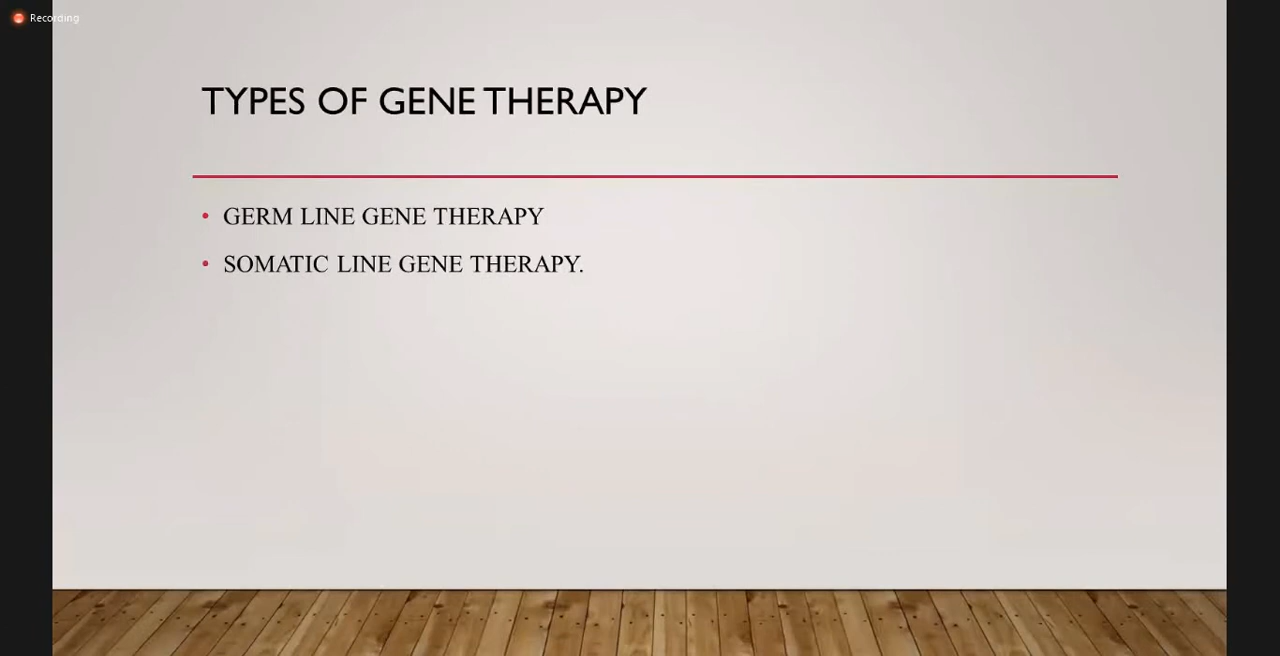 Recording
TYPES OF GENE THERAPY
• GERM LINE GENE THERAPY
• SOMATIC LINE GENE THERAPY.